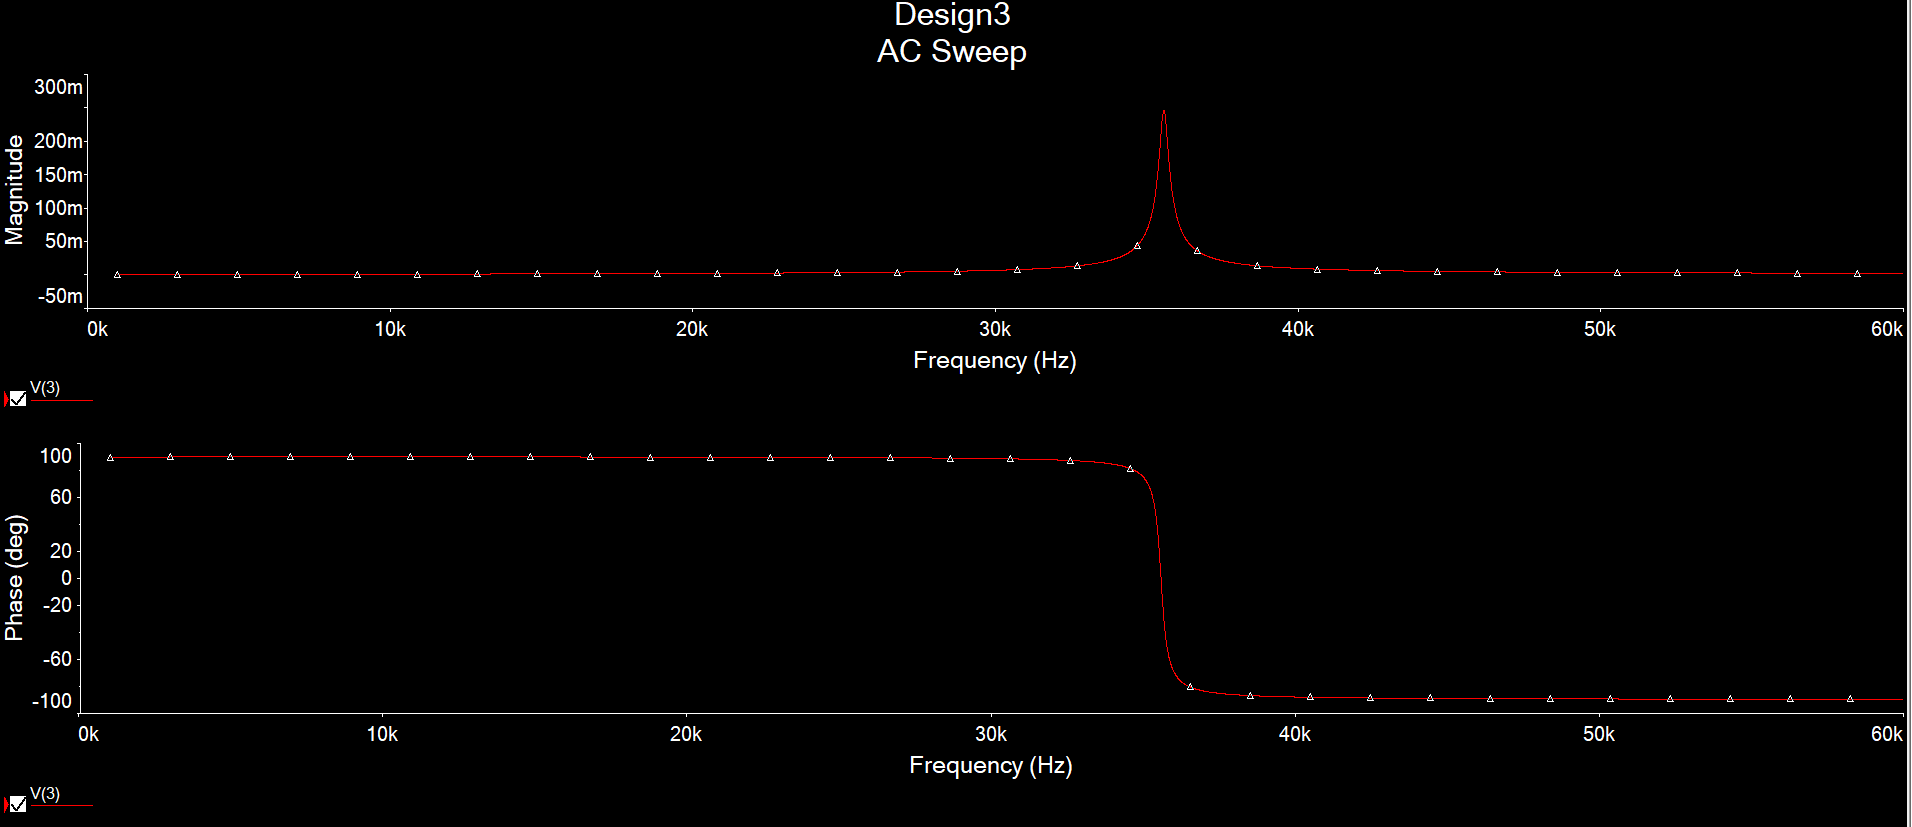 Design3
AC Sweep
300m
200m
150m
100m
50m
-50m
Magnitude
0k 10k 20k 30k 40k 50k 60k
Frequency (Hz)
V(3)
100
60
20
0
-20
-60
-100
Phase (deg)
0k 10k 20k 30k 40k 50k 60k
Frequency (Hz)
V(3)